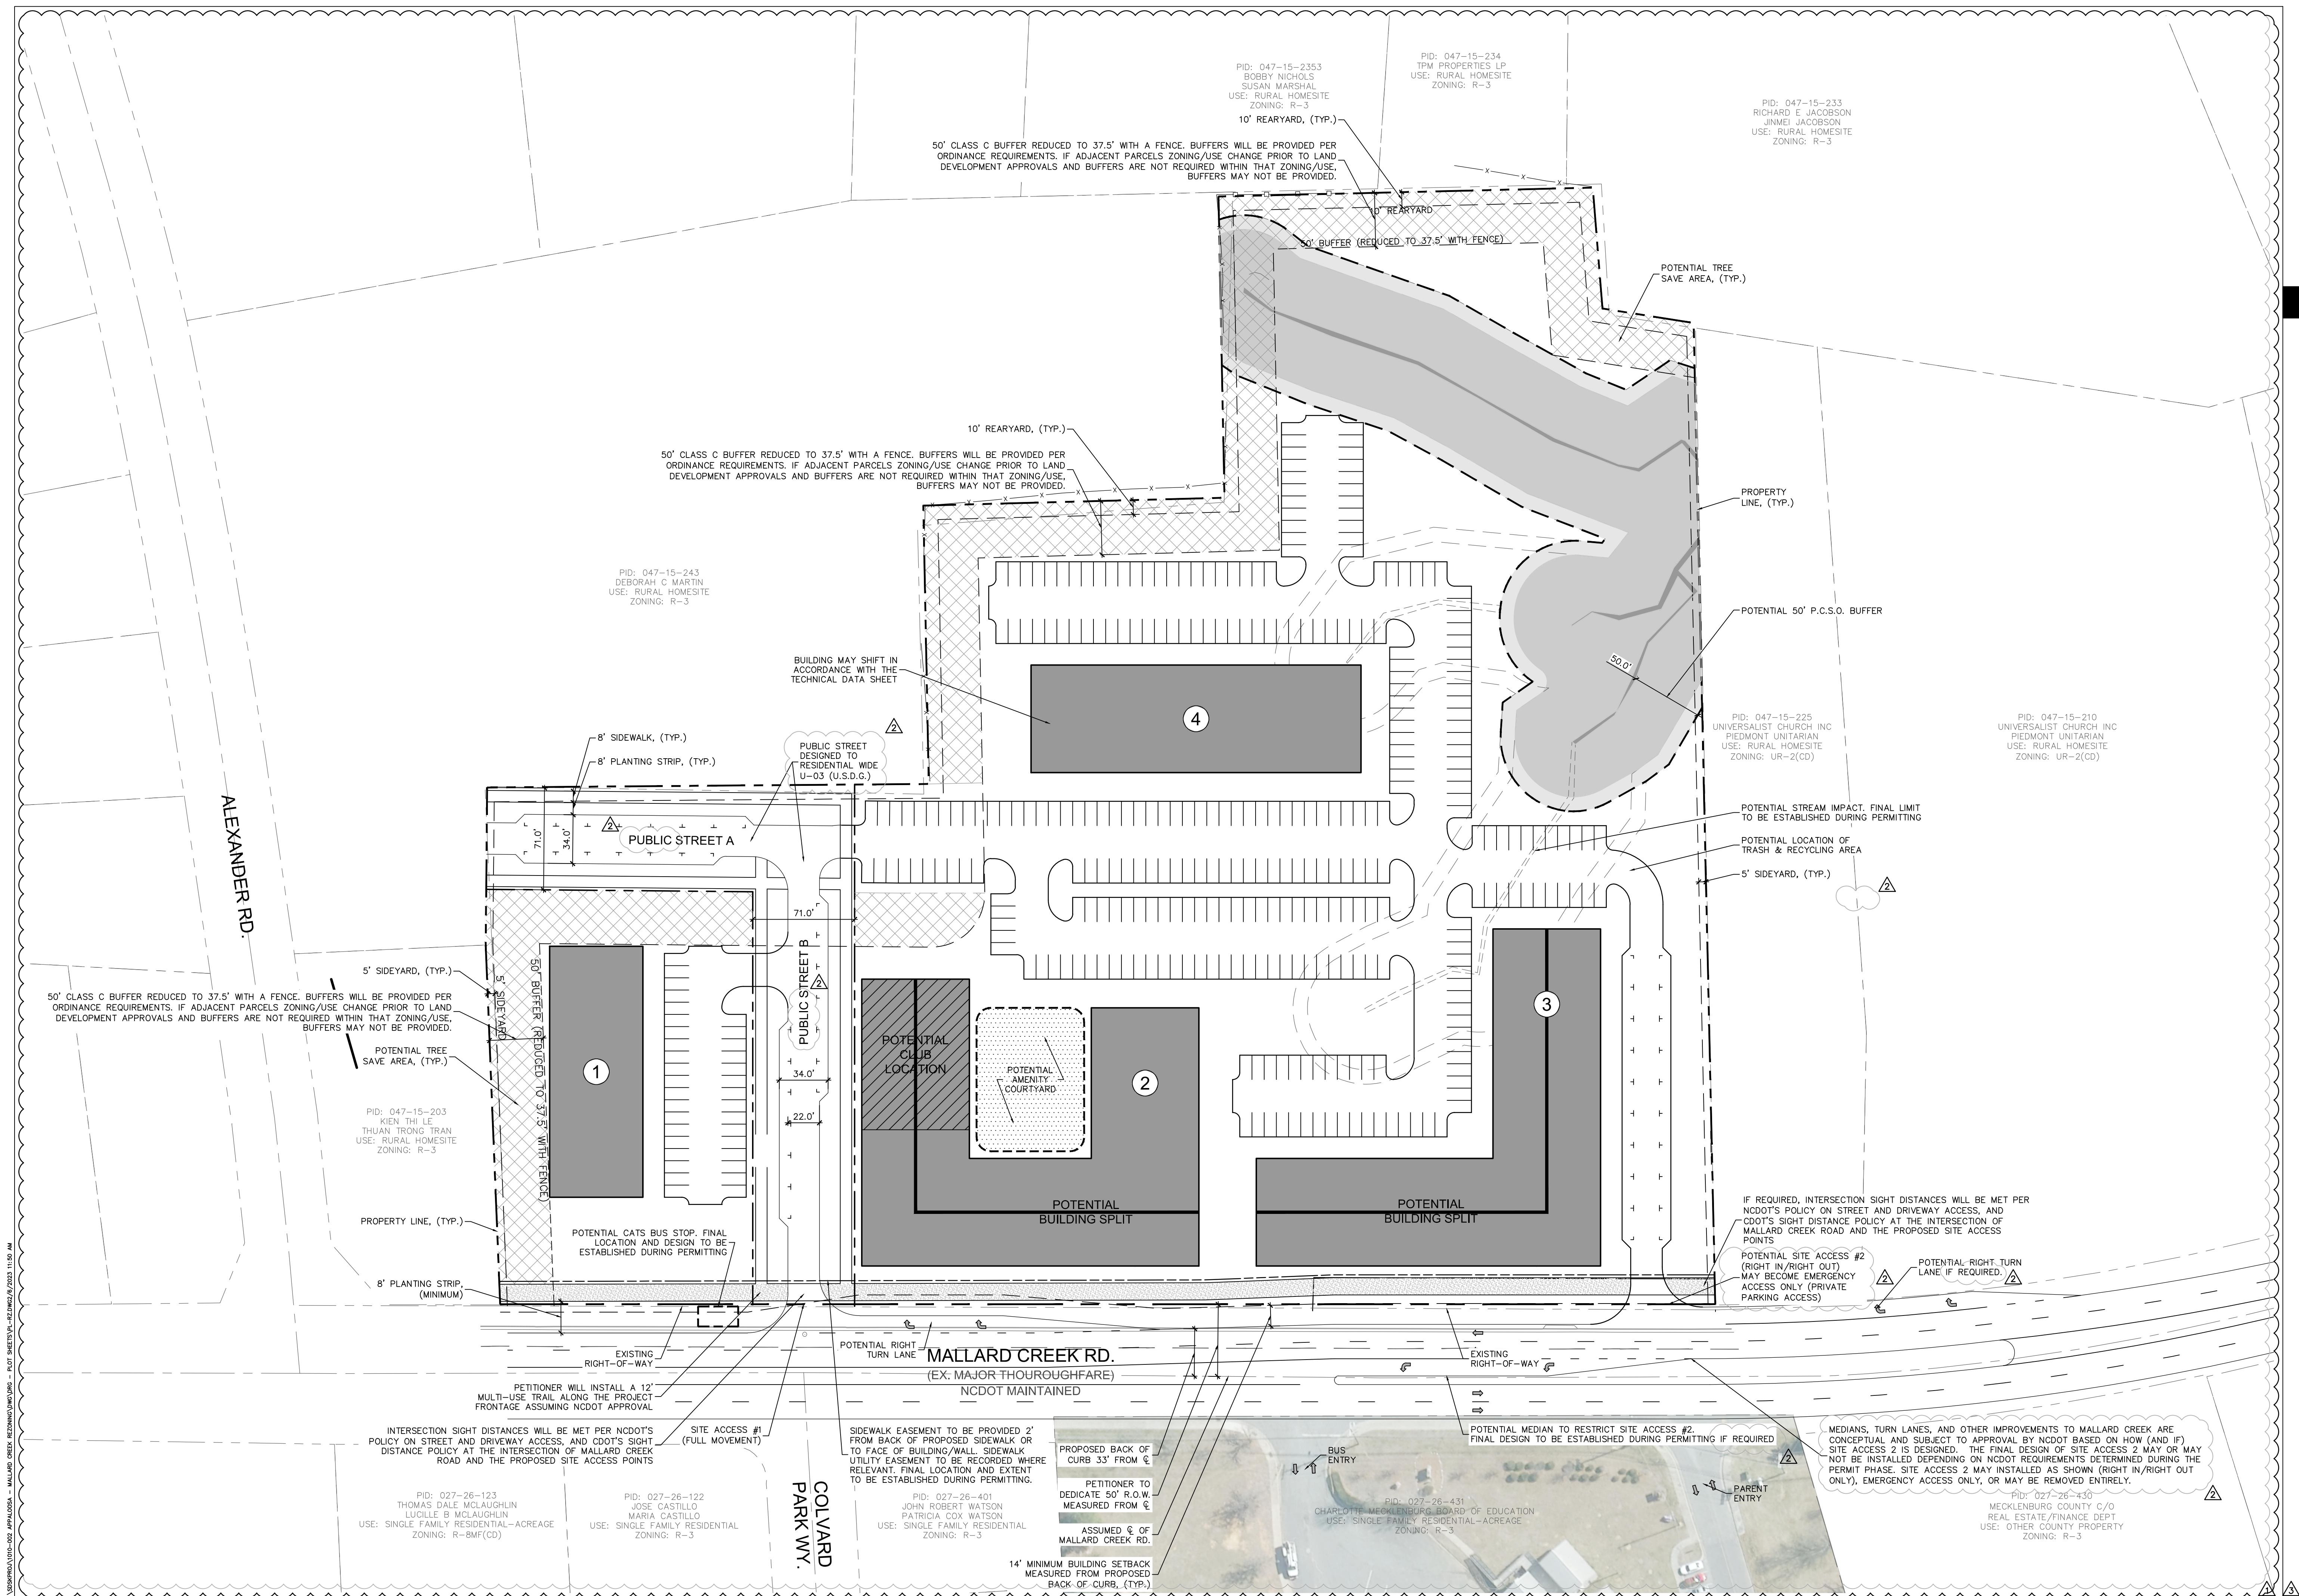 PID: 047-15-2353
BOBBY NICHOLS
SUSAN MARSHAL
USE: RURAL HOMESITE
ZONING: R-3
PID: 047-15-234
TPM PROPERTIES LP
USE: RURAL HOMESITE
ZONING: R-3
PID: 047-15-233
RICHARD E JACOBSON
JINMEI JACOBSON
USE: RURAL HOMESITE
ZONING: R-3
10' REARYARD, (TYP.)
50' CLASS C BUFFER REDUCED TO 37.5' WITH A FENCE. BUFFERS WILL BE PROVIDED PER
ORDINANCE REQUIREMENTS. IF ADJACENT PARCELS ZONING/USE CHANGE PRIOR TO LAND
DEVELOPMENT APPROVALS AND BUFFERS ARE NOT REQUIRED WITHIN THAT ZONING/USE,
BUFFERS MAY NOT BE PROVIDED.
10' REARYARD
50' BUFFER (REDUCED TO 37.5' WITH FENCE)
POTENTIAL TREE
SAVE AREA, (TYP.)
10' REARYARD, (TYP.)
50' CLASS C BUFFER REDUCED TO 37.5' WITH A FENCE. BUFFERS WILL BE PROVIDED PER
ORDINANCE REQUIREMENTS. IF ADJACENT PARCELS ZONING/USE CHANGE PRIOR TO LAND
DEVELOPMENT APPROVALS AND BUFFERS ARE NOT REQUIRED WITHIN THAT ZONING/USE,
BUFFERS MAY NOT BE PROVIDED.
PROPERTY
LINE, (TYP.)
PID: 047-15-243
DEBORAH C MARTIN
USE: RURAL HOMESITE
ZONING: R-3
POTENTIAL 50' P.C.S.O. BUFFER
50.0'
BUILDING MAY SHIFT IN
ACCORDANCE WITH THE
TECHNICAL DATA SHEET
4
PID: 047-15-225
UNIVERSALIST CHURCH INC
PIEDMONT UNITARIAN
USE: RURAL HOMESITE
ZONING: UR-2(CD)
PID: 047-15-210
UNIVERSALIST CHURCH INC
PIEDMONT UNITARIAN
USE: RURAL HOMESITE
ZONING: UR-2(CD)
8' SIDEWALK, (TYP.)
8' PLANTING STRIP, (TYP.)
PUBLIC STREET
DESIGNED TO
RESIDENTIAL WIDE
U-03 (U.S.D.G.)
2
71.0'
34.0'
2
PUBLIC STREET A
ALEXANDER RD.
POTENTIAL STREAM IMPACT. FINAL LIMIT
TO BE ESTABLISHED DURING PERMITTING
POTENTIAL LOCATION OF
TRASH & RECYCLING AREA
5' SIDEYARD, (TYP.)
2
71.0'
PUBLIC STREET B
2
5' SIDEYARD, (TYP.)
50' CLASS C BUFFER REDUCED TO 37.5' WITH A FENCE. BUFFERS WILL BE PROVIDED PER
ORDINANCE REQUIREMENTS. IF ADJACENT PARCELS ZONING/USE CHANGE PRIOR TO LAND
DEVELOPMENT APPROVALS AND BUFFERS ARE NOT REQUIRED WITHIN THAT ZONING/USE,
BUFFERS MAY NOT BE PROVIDED.
5' SIDEYARD
50' BUFFER (REDUCED TO 37.5' WITH FENCE)
POTENTIAL TREE
SAVE AREA, (TYP.)
1
POTENTIAL
CLUB
LOCATION
POTENTIAL
AMENITY
COURTYARD
2
3
34.0'
22.0'
PID: 047-15-203
KIEN THI LE
THUAN TRONG TRAN
USE: RURAL HOMESITE
ZONING: R-3
POTENTIAL
BUILDING SPLIT
POTENTIAL
BUILDING SPLIT
PROPERTY LINE, (TYP.)
POTENTIAL CATS BUS STOP. FINAL
LOCATION AND DESIGN TO BE
ESTABLISHED DURING PERMITTING
8' PLANTING STRIP,
(MINIMUM)
IF REQUIRED, INTERSECTION SIGHT DISTANCES WILL BE MET PER
NCDOT'S POLICY ON STREET AND DRIVEWAY ACCESS, AND
CDOT'S SIGHT DISTANCE POLICY AT THE INTERSECTION OF
MALLARD CREEK ROAD AND THE PROPOSED SITE ACCESS
POINTS
POTENTIAL SITE ACCESS #2
(RIGHT IN/RIGHT OUT)
MAY BECOME EMERGENCY
ACCESS ONLY (PRIVATE
PARKING ACCESS)
2
POTENTIAL RIGHT TURN
LANE IF REQUIRED.
2
EXISTING
RIGHT-OF-WAY
POTENTIAL RIGHT
TURN LANE
MALLARD CREEK RD.
(EX. MAJOR THOUROUGHFARE)
NCDOT MAINTAINED
EXISTING
RIGHT-OF-WAY
PETITIONER WILL INSTALL A 12'
MULTI-USE TRAIL ALONG THE PROJECT
FRONTAGE ASSUMING NCDOT APPROVAL
INTERSECTION SIGHT DISTANCES WILL BE MET PER NCDOT'S
POLICY ON STREET AND DRIVEWAY ACCESS, AND CDOT'S SIGHT
DISTANCE POLICY AT THE INTERSECTION OF MALLARD CREEK
ROAD AND THE PROPOSED SITE ACCESS POINTS
SITE ACCESS #1
(FULL MOVEMENT)
SIDEWALK EASEMENT TO BE PROVIDED 2'
FROM BACK OF PROPOSED SIDEWALK OR
TO FACE OF BUILDING/WALL. SIDEWALK
UTILITY EASEMENT TO BE RECORDED WHERE
RELEVANT. FINAL LOCATION AND EXTENT
TO BE ESTABLISHED DURING PERMITTING.
PROPOSED BACK OF
CURB 33' FROM ℄
PETITIONER TO
DEDICATE 50' R.O.W.
MEASURED FROM ℄
ASSUMED ℄ OF
MALLARD CREEK RD.
14' MINIMUM BUILDING SETBACK
MEASURED FROM PROPOSED
BACK OF CURB, (TYP.)
BUS
ENTRY
POTENTIAL MEDIAN TO RESTRICT SITE ACCESS #2.
FINAL DESIGN TO BE ESTABLISHED DURING PERMITTING IF REQUIRED
2
PARENT
ENTRY
MEDIANS, TURN LANES, AND OTHER IMPROVEMENTS TO MALLARD CREEK ARE
CONCEPTUAL AND SUBJECT TO APPROVAL BY NCDOT BASED ON HOW (AND IF)
SITE ACCESS 2 IS DESIGNED. THE FINAL DESIGN OF SITE ACCESS 2 MAY OR MAY
NOT BE INSTALLED DEPENDING ON NCDOT REQUIREMENTS DETERMINED DURING THE
PERMIT PHASE. SITE ACCESS 2 MAY INSTALLED AS SHOWN (RIGHT IN/RIGHT OUT
ONLY), EMERGENCY ACCESS ONLY, OR MAY BE REMOVED ENTIRELY.
2
PID: 027-26-123
THOMAS DALE MCLAUGHLIN
LUCILLE B MCLAUGHLIN
USE: SINGLE FAMILY RESIDENTIAL-ACREAGE
ZONING: R-8MF(CD)
PID: 027-26-122
JOSE CASTILLO
MARIA CASTILLO
USE: SINGLE FAMILY RESIDENTIAL
ZONING: R-3
COLVARD
PARK WY.
PID: 027-26-401
JOHN ROBERT WATSON
PATRICIA COX WATSON
USE: SINGLE FAMILY RESIDENTIAL
ZONING: R-3
PID: 027-26-431
CHARLOTTE MECKLENBURG BOARD OF EDUCATION
USE: SINGLE FAMILY RESIDENTIAL-ACREAGE
ZONING: R-3
PID: 027-26-430
MECKLENBURG COUNTY C/O
REAL ESTATE/FINANCE DEPT
USE: OTHER COUNTY PROPERTY
ZONING: R-3
3